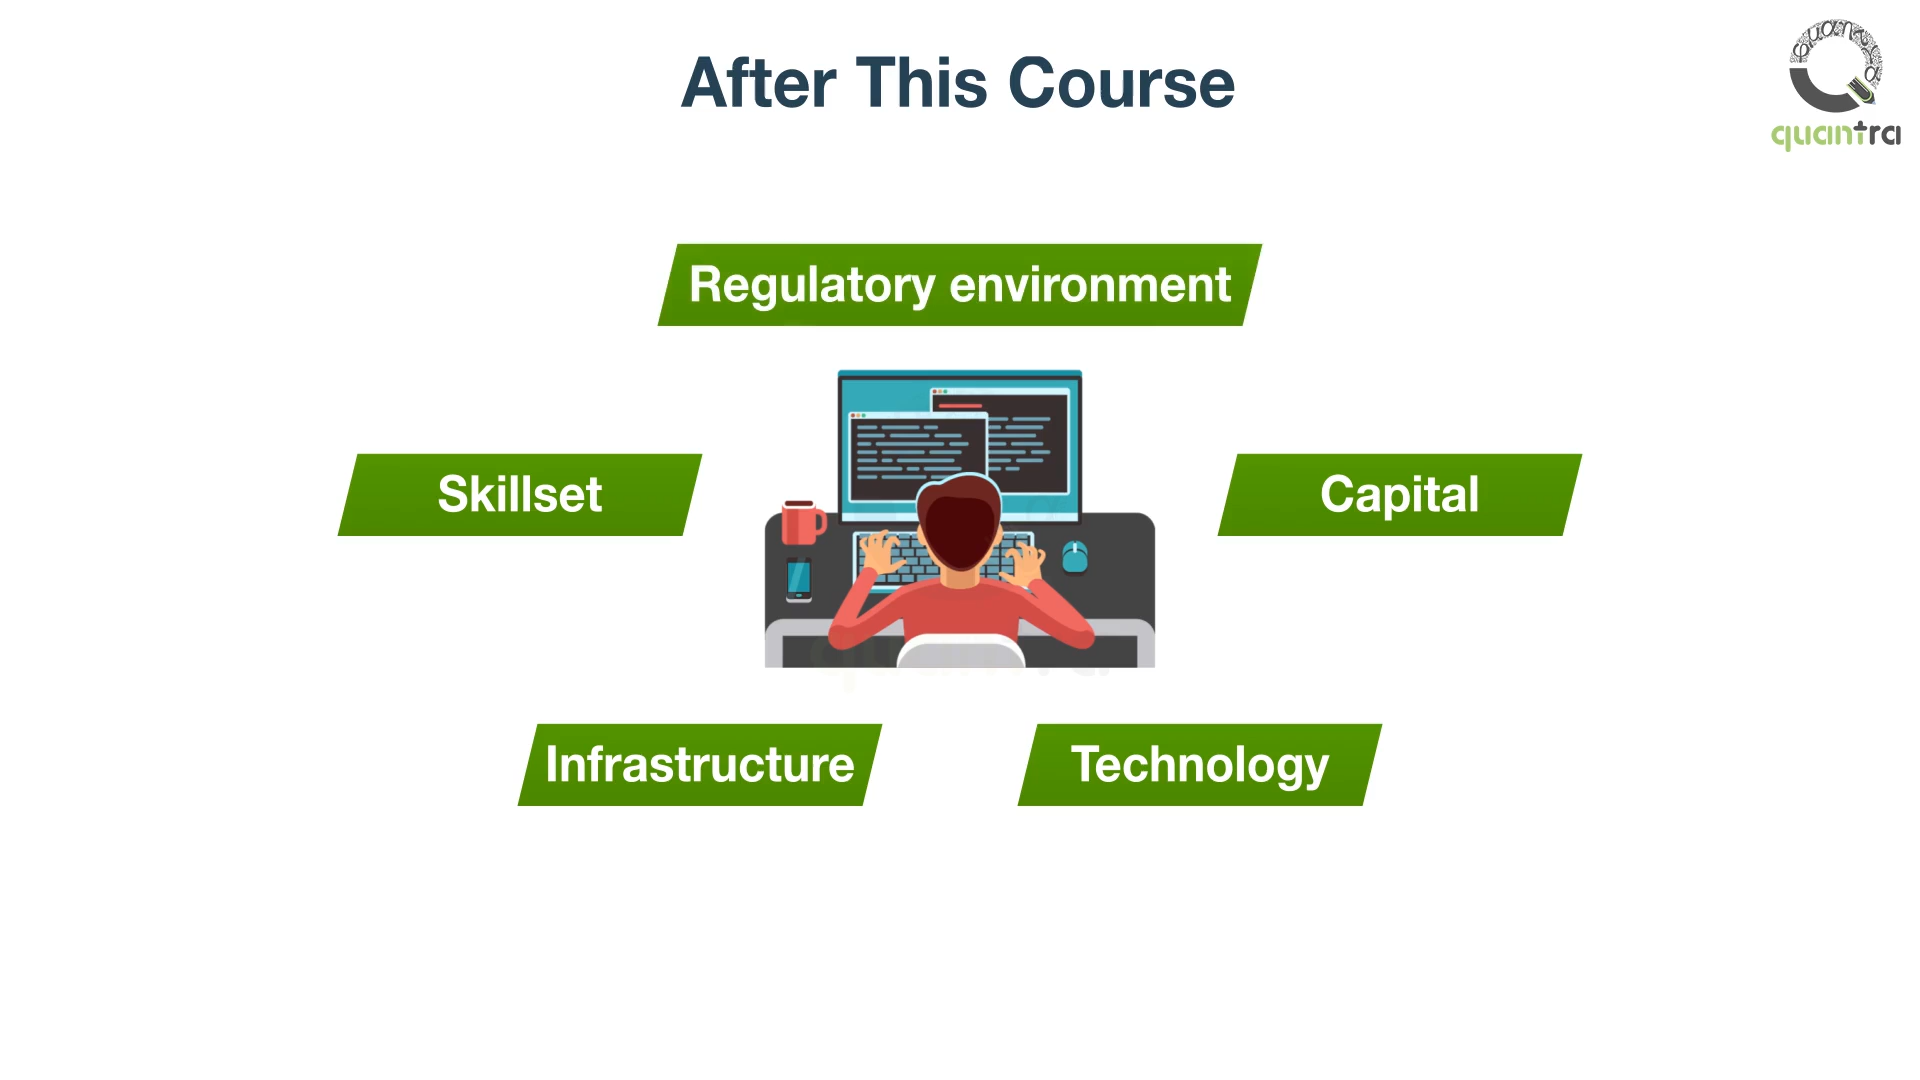 After This Course
quantra
Regulatory environment
Skillset
Capital
Infrastructure
Technology